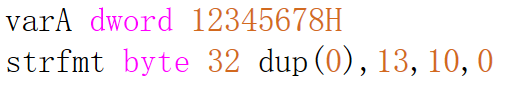 varA dword 12345678H
strfmt byte 32 dup(0),13,10,0